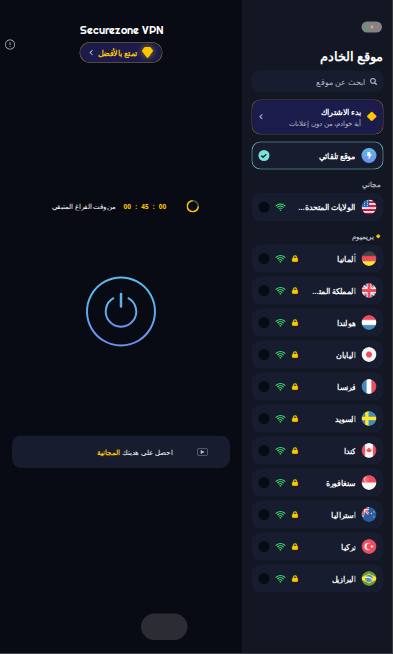 Securezone VPN
تمتع بالأفضل
00 : 45 : 00 من وقت الفراغ المتبقي
احصل على هديتك المجانية
موقع الخادم
ابحث عن موقع
بدء الاشتراك
أية خوادم، من دون إعلانات
موقع تلقائي
مجاني
الولايات المتحدة...
بريميوم
ألمانيا
المملكة المتـ...
هولندا
اليابان
فرنسا
السويد
كندا
سنغافورة
استراليا
تركيا
البرازيل